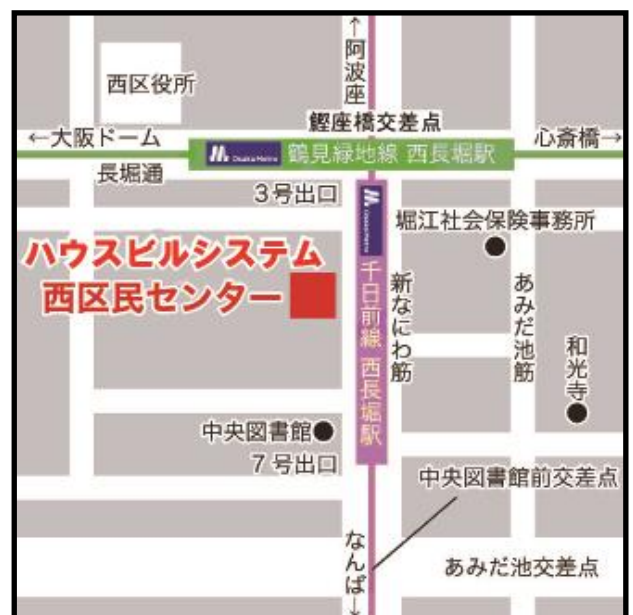 ↑阿波座
西区役所
鰹座橋交差点
←大阪ドーム
心斎橋→
Osaka Metro
鶴見緑地線 西長堀駅
長堀通
3号出口
Osaka Metro
堀江社会保険事務所
ハウスビルシステム
西区民センター
千日前線 西長堀駅
新なにわ筋
あみだ池筋
和光寺
中央図書館
7号出口
中央図書館前交差点
なんば→
あみだ池交差点